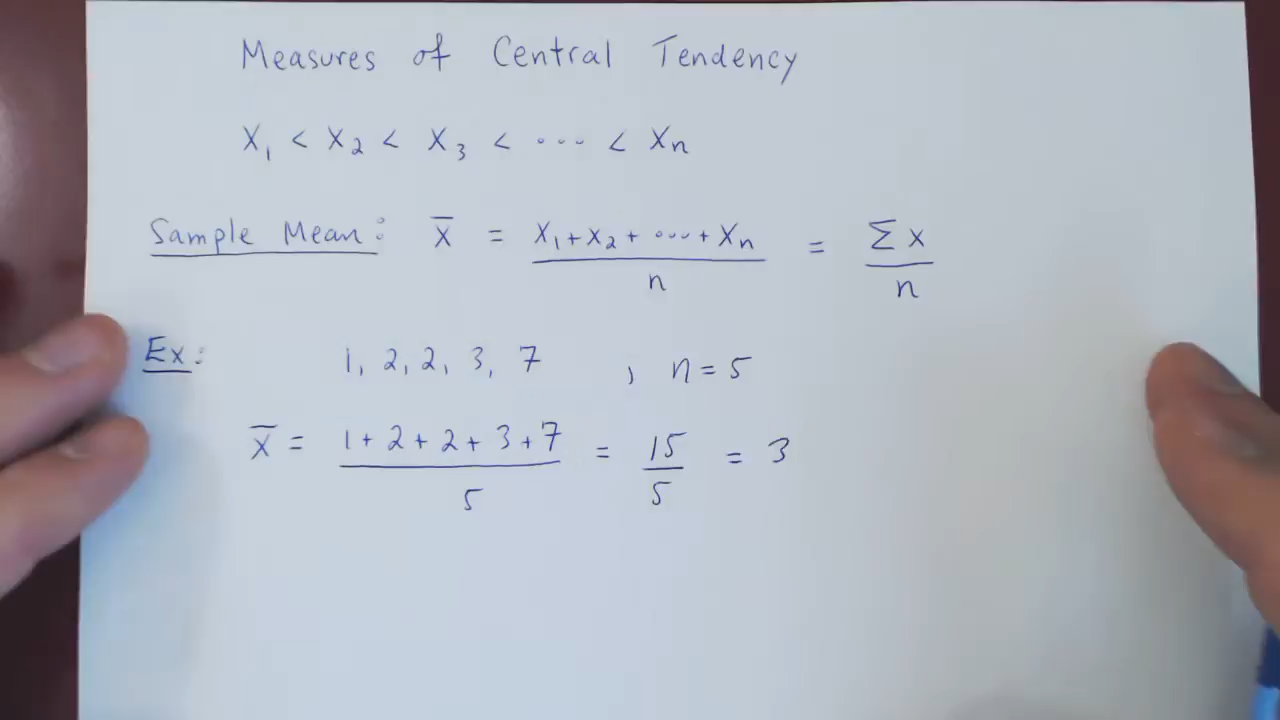 Measures of Central Tendency
X₁ < X₂ < X₃ < ... < Xₙ
Sample Mean: x̄ = (X₁ + X₂ + ... + Xₙ) / n = Σx / n
Ex: 1, 2, 2, 3, 7 , n = 5
x̄ = (1 + 2 + 2 + 3 + 7) / 5 = 15 / 5 = 3